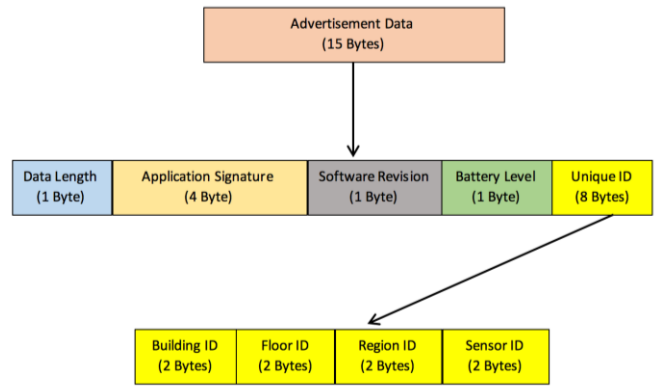 Advertisement Data
(15 Bytes)
Data Length
(1 Byte)
Application Signature
(4 Byte)
Software Revision
(1 Byte)
Battery Level
(1 Byte)
Unique ID
(8 Bytes)
Building ID
(2 Bytes)
Floor ID
(2 Bytes)
Region ID
(2 Bytes)
Sensor ID
(2 Bytes)